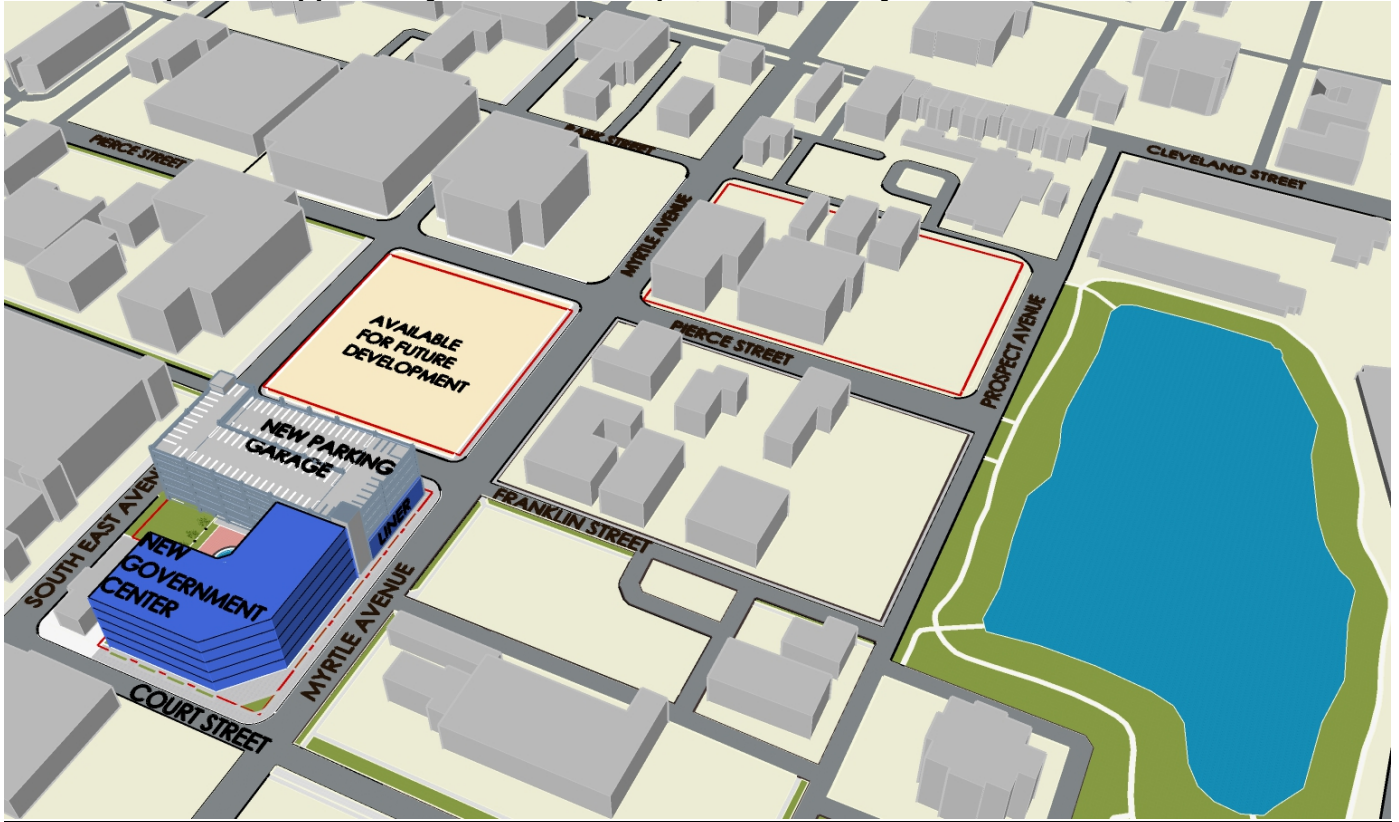 PIERCE STREET
PARK STREET
CLEVELAND STREET
MYRTLE AVENUE
AVAILABLE
FOR FUTURE
DEVELOPMENT
PIERCE STREET
PROSPECT AVENUE
NEW PARKING
GARAGE
FRANKLIN STREET
LINER
SOUTH EAST AVEN
NEW
GOVERNMENT
CENTER
MYRTLE AVENUE
COURT STREET